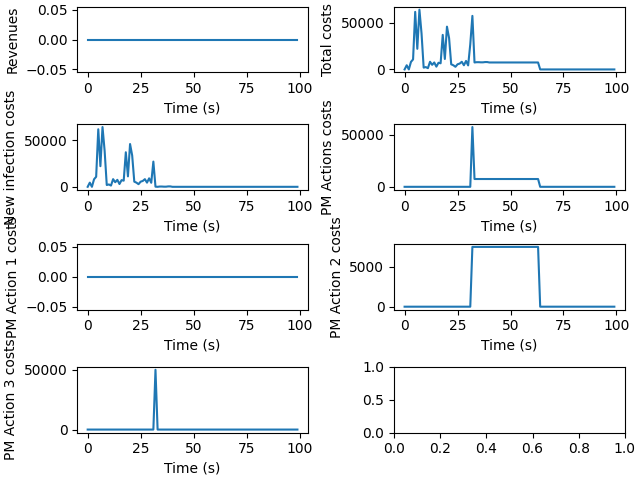 Revenues
0.05
0.00
−0.05
0 25 50 75 100
Time (s)
Total costs
50000
0
0 25 50 75 100
Time (s)
New infection costs
50000
0
0 25 50 75 100
Time (s)
PM Actions costs
50000
0
0 25 50 75 100
Time (s)
PM Action 1 costs
0.05
0.00
−0.05
0 25 50 75 100
Time (s)
PM Action 2 costs
5000
0
0 25 50 75 100
Time (s)
PM Action 3 costs
50000
0
0 25 50 75 100
Time (s)
1.0
0.5
0.0
0.0 0.2 0.4 0.6 0.8 1.0